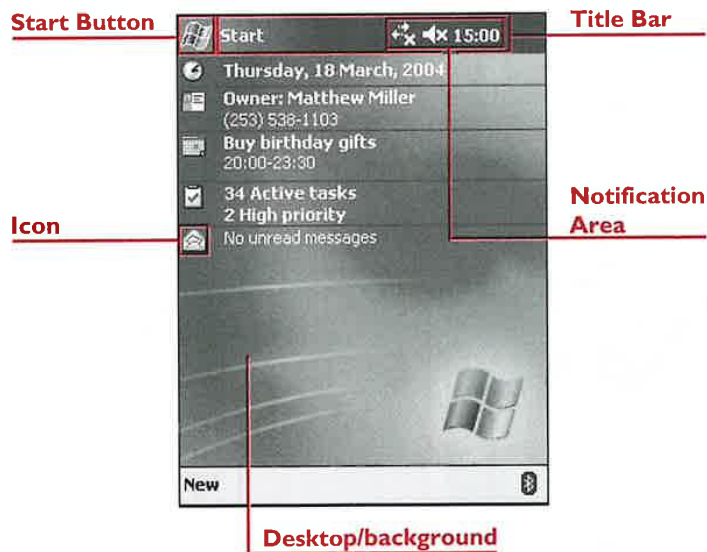 Start Button
Start
15:00
Title Bar
Thursday, 18 March, 2004
Owner: Matthew Miller
(253) 538-1103
Buy birthday gifts
20:00-23:30
34 Active tasks
2 High priority
Notification
Area
Icon
No unread messages
New
Desktop/background